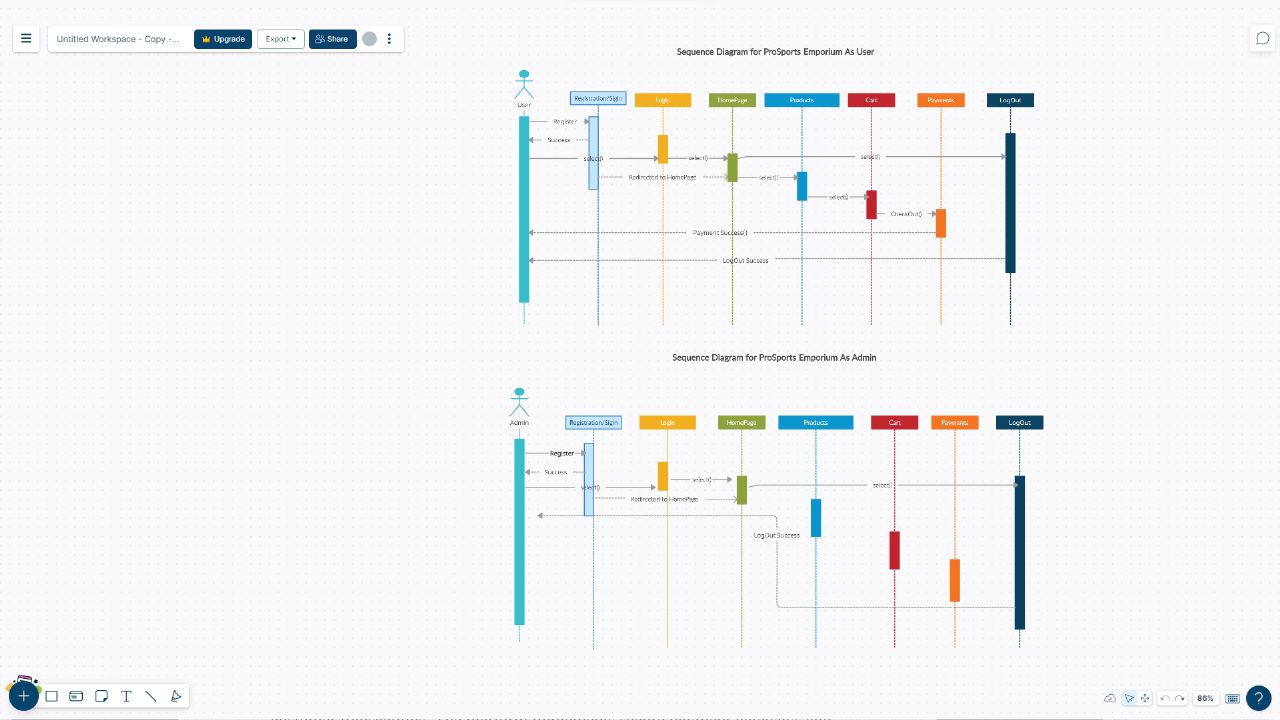 Untitled Workspace - Copy -...
Upgrade
Export
Share
Sequence Diagram for ProSports Emporium As User
User
Registration/SigIn
Login
HomePage
Products
Cart
Payments
LogOut
Register
Success
select()
select()
select()
Redirected to HomePage
select()
select()
CheckOut()
Payment Success()
LogOut Success
Sequence Diagram for ProSports Emporium As Admin
Admin
Registration/SigIn
Login
HomePage
Products
Cart
Payments
LogOut
Register
Success
select()
select()
select()
Redirected to HomePage
LogOut Success
86%